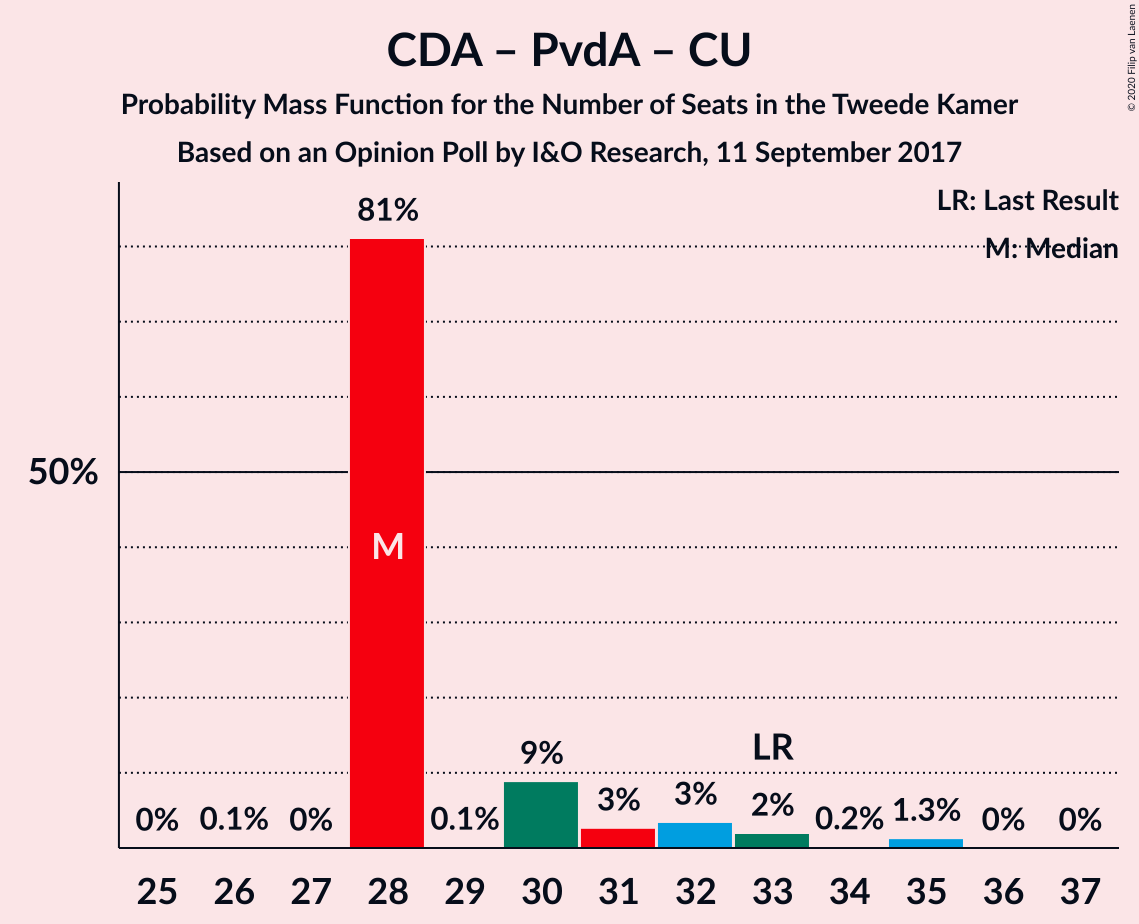 CDA – PvdA – CU
Probability Mass Function for the Number of Seats in the Tweede Kamer
Based on an Opinion Poll by I&O Research, 11 September 2017
© 2020 Filip van Laenen
LR: Last Result
M: Median
50%
0%
0.1%
0%
81%
M
0.1%
9%
3%
3%
LR
2%
0.2%
1.3%
0%
0%
25 26 27 28 29 30 31 32 33 34 35 36 37